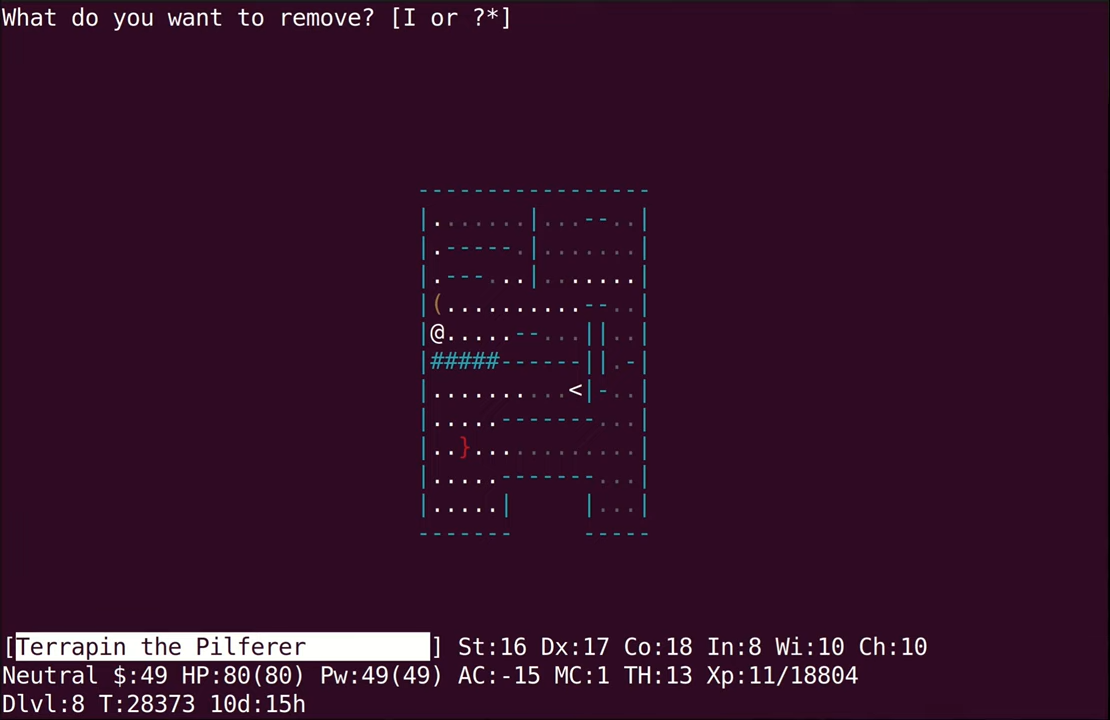 What do you want to remove? [I or ?*]
- - - - - - - - - - - - - - - - -
|.......|...--..|
|.-----.|.......|
|.---...|.......|
|(..........--..|
|@.....--...||..|
|#####------||.-|
|..........<|-..|
|.....-------...|
|..}............|
|.....-------...|
|.....|     |...|
-------     -----
[Terrapin the Pilferer] St:16 Dx:17 Co:18 In:8 Wi:10 Ch:10
Neutral $:49 HP:80(80) Pw:49(49) AC:-15 MC:1 TH:13 Xp:11/18804
Dlvl:8 T:28373 10d:15h